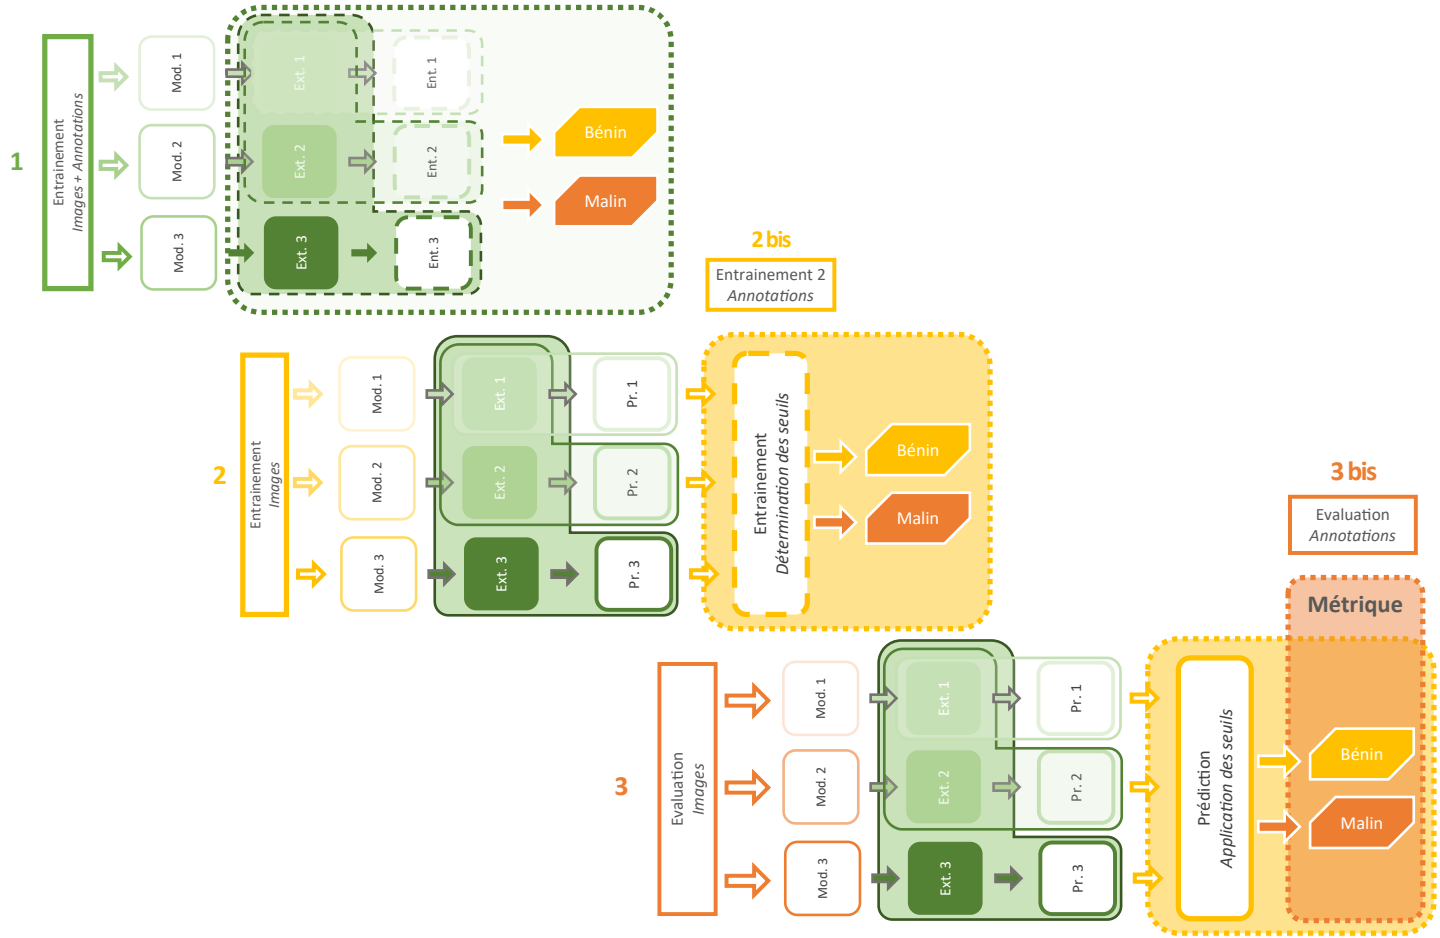 1
Entrainement
Images + Annotations
Mod. 1
Mod. 2
Mod. 3
Ext. 1
Ext. 2
Ext. 3
Ent. 1
Ent. 2
Ent. 3
Bénin
Malin
2 bis
Entrainement 2
Annotations
2
Entrainement
Images
Mod. 1
Mod. 2
Mod. 3
Ext. 1
Ext. 2
Ext. 3
Pr. 1
Pr. 2
Pr. 3
Entrainement
Détermination des seuils
Bénin
Malin
3 bis
Evaluation
Annotations
Métrique
3
Evaluation
Images
Mod. 1
Mod. 2
Mod. 3
Ext. 1
Ext. 2
Ext. 3
Pr. 1
Pr. 2
Pr. 3
Prédiction
Application des seuils
Bénin
Malin